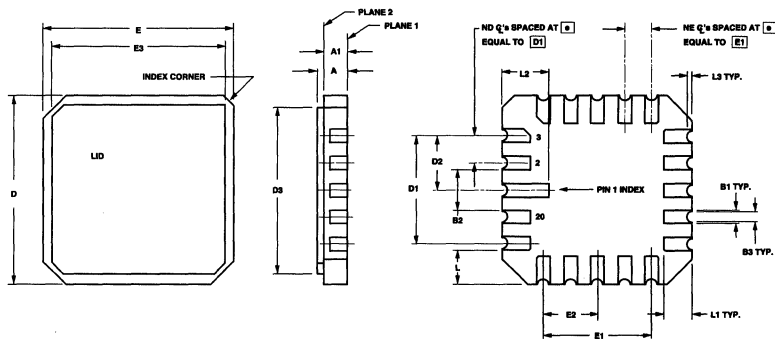 PLANE 2
PLANE 1
E
E3
INDEX CORNER
A1
A
LID
D
D3
ND ℄'s SPACED AT e
EQUAL TO D1
NE ℄'s SPACED AT e
EQUAL TO E1
L2
L3 TYP.
3
2
D2
D1
PIN 1 INDEX
B1 TYP.
B2
20
B3 TYP.
L
E2
L1 TYP.
E1